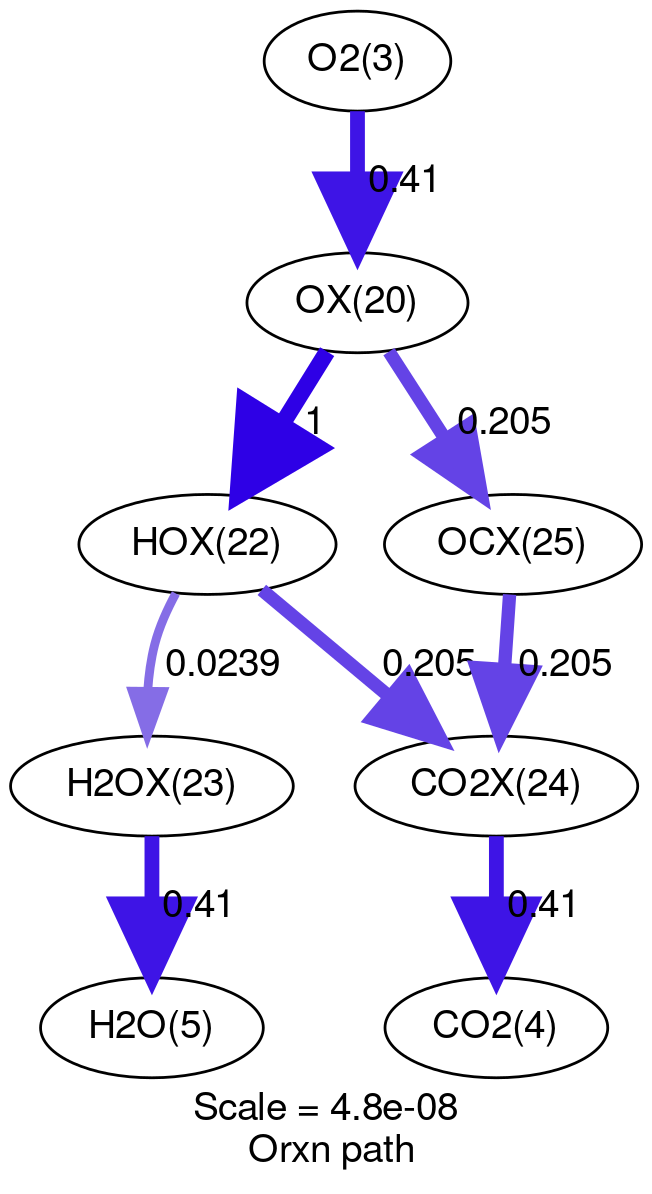 O2(3)
0.41
OX(20)
1
0.205
HOX(22)
OCX(25)
0.0239
0.205
0.205
H2OX(23)
CO2X(24)
0.41
0.41
H2O(5)
CO2(4)
Scale = 4.8e-08
Orxn path